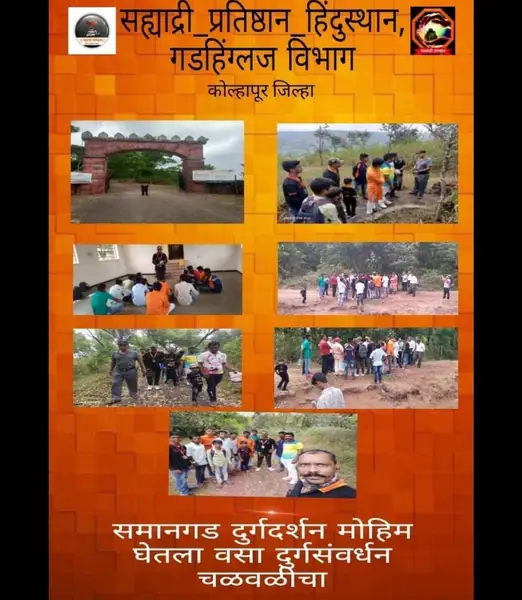 सह्याद्री_प्रतिष्ठान_हिंदुस्थान,
गडहिंग्लज विभाग
कोल्हापूर जिल्हा
समानगड दुर्गदर्शन मोहिम
घेतला वसा दुर्गसंवर्धन
चळवळीचा